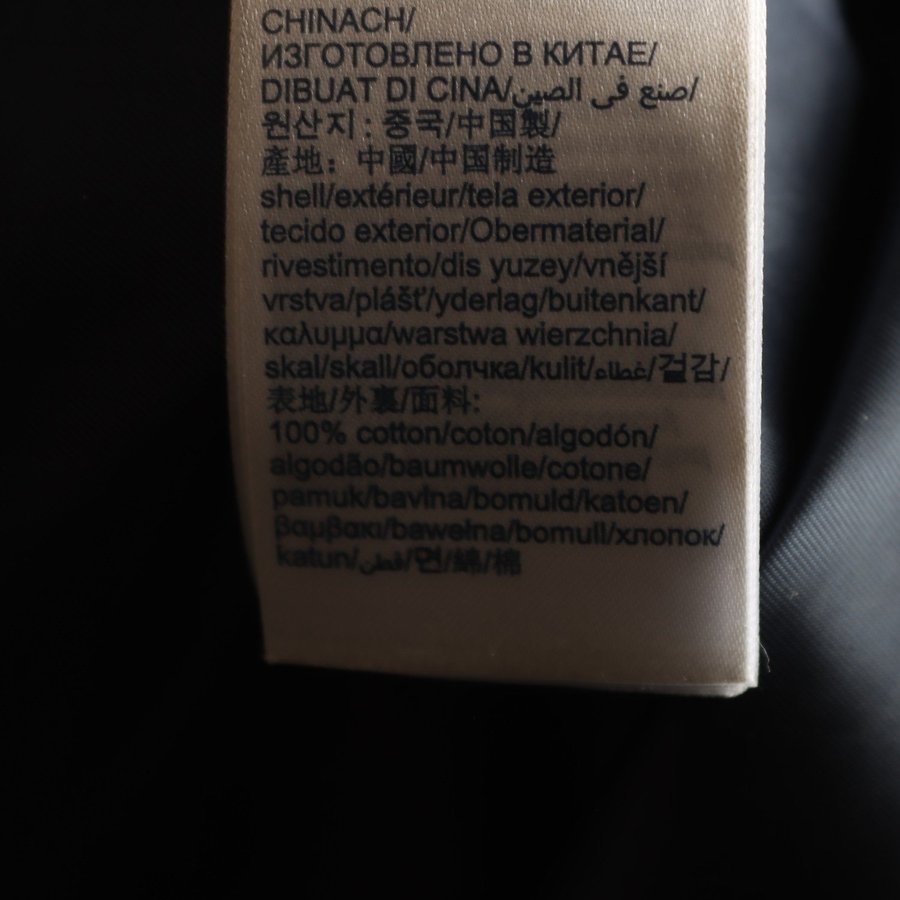 CHINACH/
ИЗГОТОВЛЕНО В КИТАЕ/
DIBUAT DI CINA/صنع في الصين/
원산지 : 중국/中国製/
產地: 中國/中国制造
shell/extérieur/tela exterior/
tecido exterior/Obermaterial/
rivestimento/dis yuzey/vnější
vrstva/plášť/yderlag/buitenkant/
καλυμμα/warstwa wierzchnia/
skal/skall/оболчка/kulit/غطاء/겉감/
表地/外裏/面料:
100% cotton/coton/algodón/
algodão/baumwolle/cotone/
pamuk/bavlna/bomuld/katoen/
βαμβακι/bawełna/bomull/хлопок/
katun/قطن/면/綿/棉